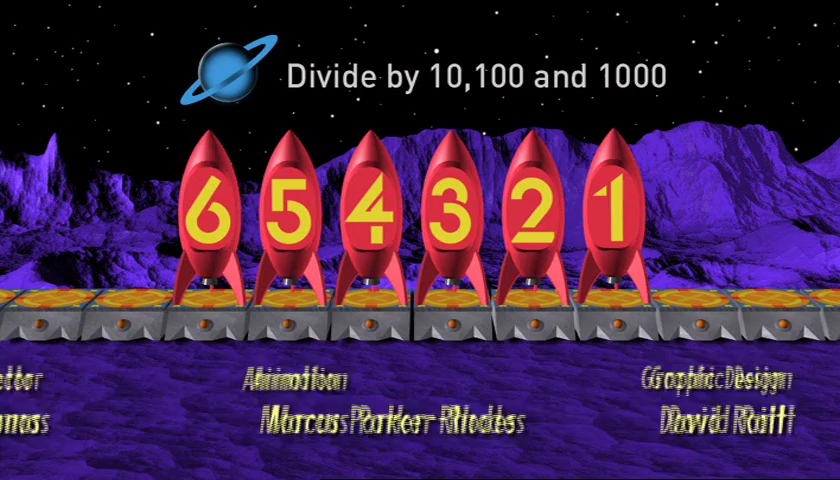 Divide by 10,100 and 1000
6 5 4 3 2 1
Animation
Graphic Design
Marcus Parker-Rhodes
David Raitt